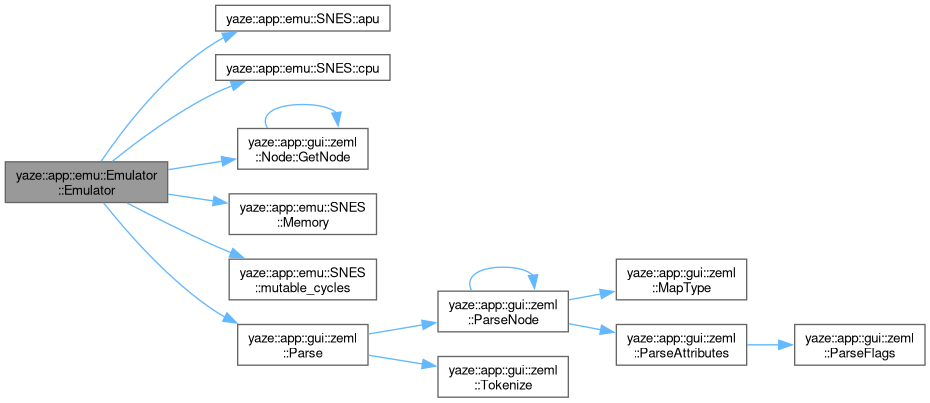 yaze::app::emu::SNES::apu
yaze::app::emu::SNES::cpu
yaze::app::gui::zeml
::Node::GetNode
yaze::app::emu::Emulator
::Emulator
yaze::app::emu::SNES
::Memory
yaze::app::emu::SNES
::mutable_cycles
yaze::app::gui::zeml
::Parse
yaze::app::gui::zeml
::ParseNode
yaze::app::gui::zeml
::Tokenize
yaze::app::gui::zeml
::MapType
yaze::app::gui::zeml
::ParseAttributes
yaze::app::gui::zeml
::ParseFlags